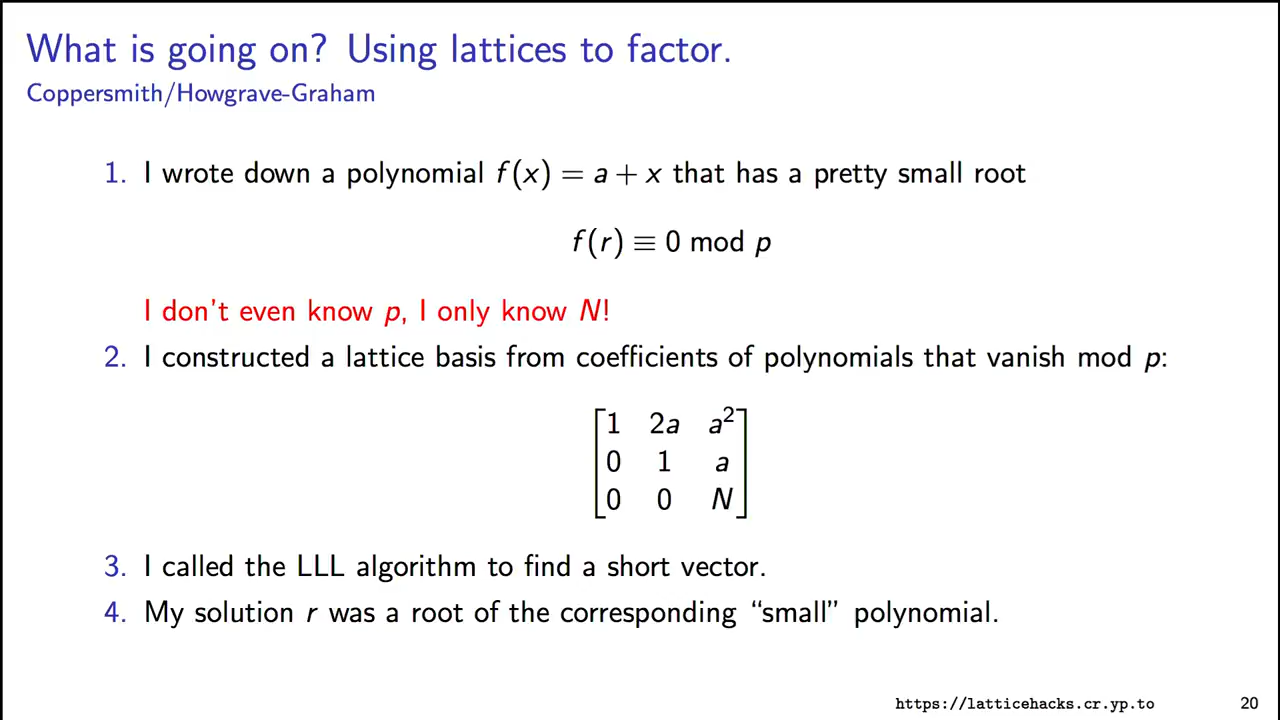 What is going on? Using lattices to factor.
Coppersmith/Howgrave-Graham
1. I wrote down a polynomial f(x) = a + x that has a pretty small root
f(r) ≡ 0 mod p
I don't even know p, I only know N!
2. I constructed a lattice basis from coefficients of polynomials that vanish mod p:
1 2a a²
0 1 a
0 0 N
3. I called the LLL algorithm to find a short vector.
4. My solution r was a root of the corresponding “small” polynomial.
https://latticehacks.cr.yp.to 20